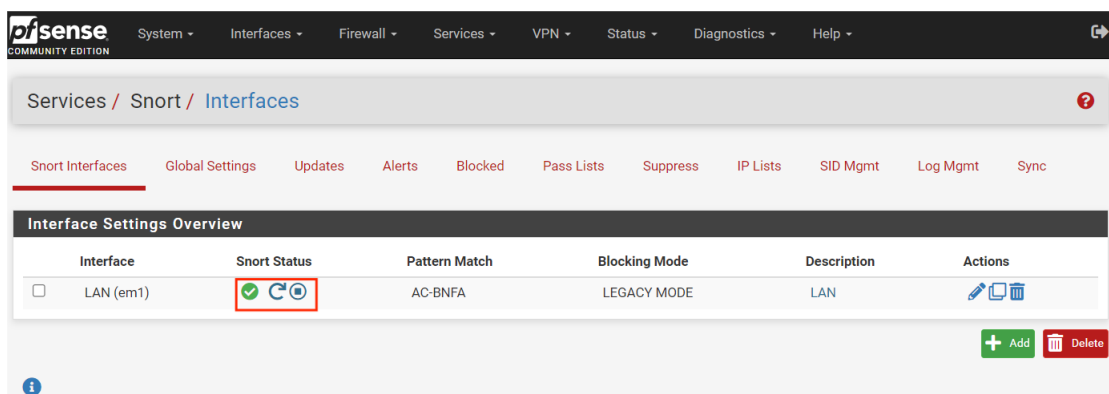 pfsense System Interfaces Firewall Services VPN Status Diagnostics Help
COMMUNITY EDITION
Services / Snort / Interfaces
Snort Interfaces Global Settings Updates Alerts Blocked Pass Lists Suppress IP Lists SID Mgmt Log Mgmt Sync
Interface Settings Overview
Interface Snort Status Pattern Match Blocking Mode Description Actions
LAN (em1) AC-BNFA LEGACY MODE LAN
Add Delete